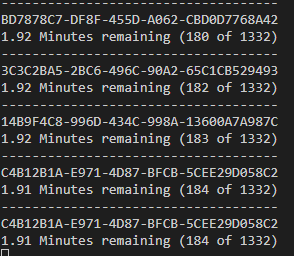 -----------------------------------
BD7878C7-DF8F-455D-A062-CBD0D7768A42
1.92 Minutes remaining (180 of 1332)
-----------------------------------
3C3C2BA5-2BC6-496C-90A2-65C1CB529493
1.92 Minutes remaining (182 of 1332)
-----------------------------------
14B9F4C8-996D-434C-998A-13600A7A987C
1.92 Minutes remaining (183 of 1332)
-----------------------------------
C4B12B1A-E971-4D87-BFCB-5CEE29D058C2
1.91 Minutes remaining (184 of 1332)
-----------------------------------
C4B12B1A-E971-4D87-BFCB-5CEE29D058C2
1.91 Minutes remaining (184 of 1332)